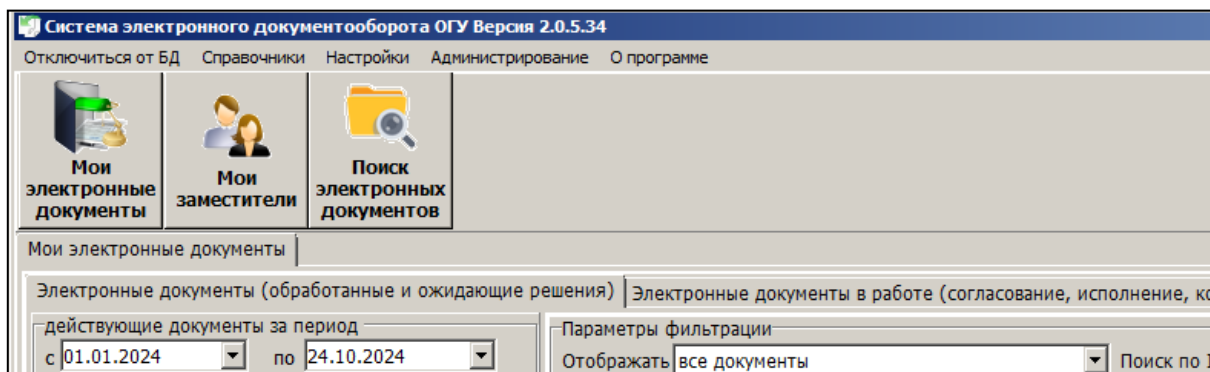 Система электронного документооборота ОГУ Версия 2.0.5.34
Отключиться от БД Справочники Настройки Администрирование О программе
Мои электронные документы
Мои заместители
Поиск электронных документов
Мои электронные документы
Электронные документы (обработанные и ожидающие решения) Электронные документы в работе (согласование, исполнение,
действующие документы за период
Параметры фильтрации
с 01.01.2024 по 24.10.2024
Отображать все документы Поиск по